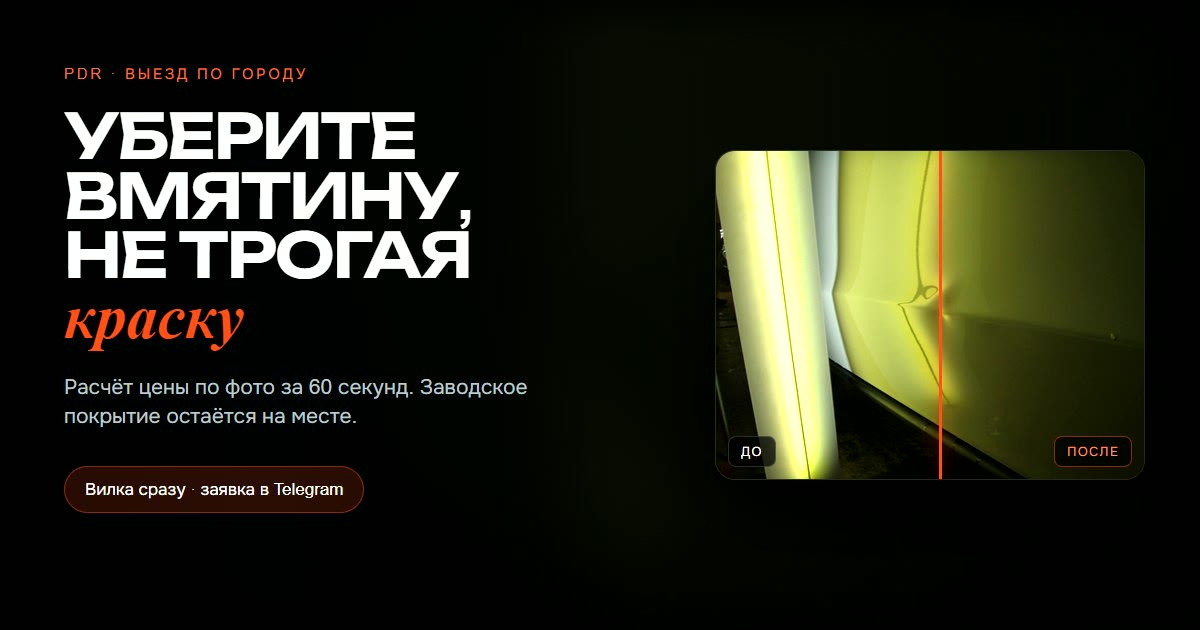 PDR · ВЫЕЗД ПО ГОРОДУ
УБЕРИТЕ
ВМЯТИНУ,
НЕ ТРОГАЯ
краску
Расчёт цены по фото за 60 секунд. Заводское
покрытие остаётся на месте.
Вилка сразу · заявка в Telegram
ДО
ПОСЛЕ